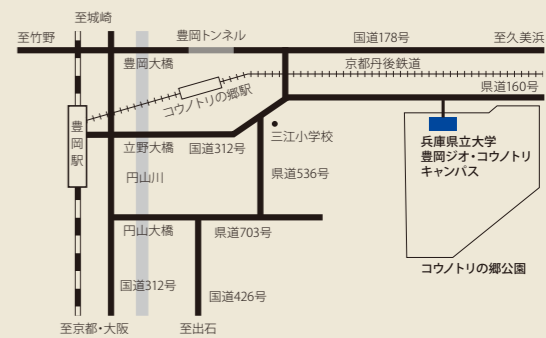 至城崎
至竹野
豊岡トンネル
国道178号
至久美浜
豊岡大橋
京都丹後鉄道
コウノトリの郷駅
県道160号
豊岡駅
三江小学校
立野大橋
国道312号
兵庫県立大学
豊岡ジオ・コウノトリ
キャンパス
円山川
県道536号
円山大橋
県道703号
コウノトリの郷公園
国道312号
国道426号
至京都・大阪
至出石